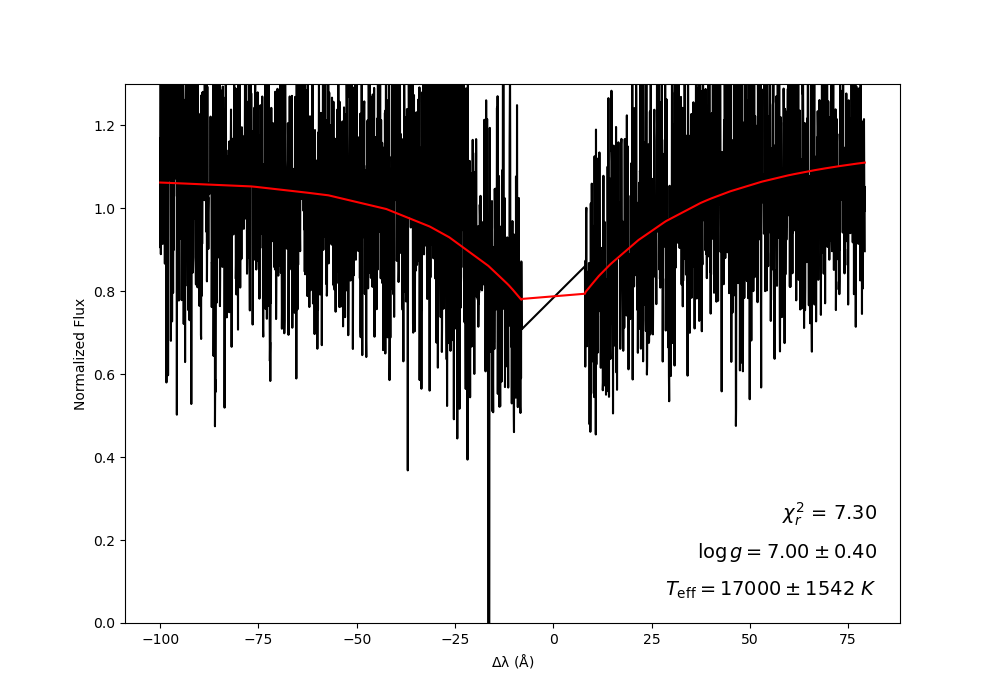 1.2
1.0
0.8
0.6
0.4
0.2
0.0
Normalized Flux
χ²ᵣ = 7.30
log g = 7.00 ± 0.40
T_eff = 17000 ± 1542 K
−100 −75 −50 −25 0 25 50 75
Δλ (Å)